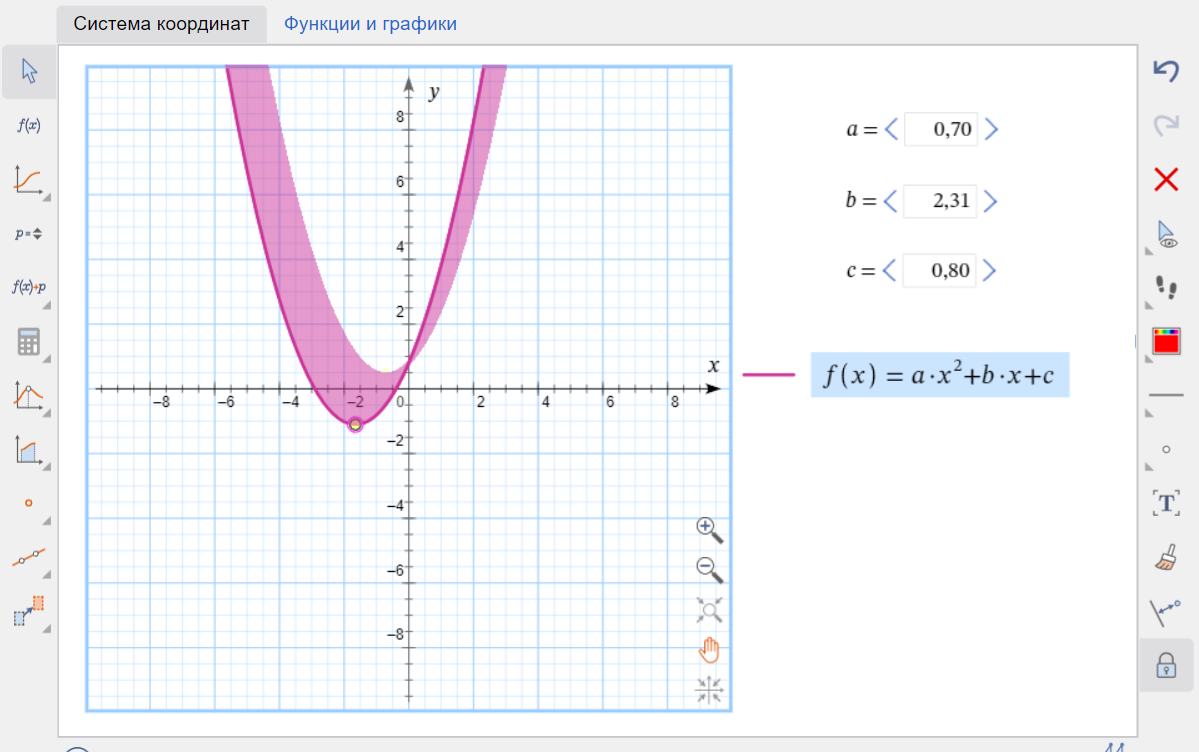 Система координат
Функции и графики
f(x)
p=
f(x)+p
y
x
8
6
4
2
0
−2
−4
−6
−8
−8
−6
−4
−2
2
4
6
8
a = 0,70
b = 2,31
c = 0,80
f(x) = a·x²+b·x+c
T